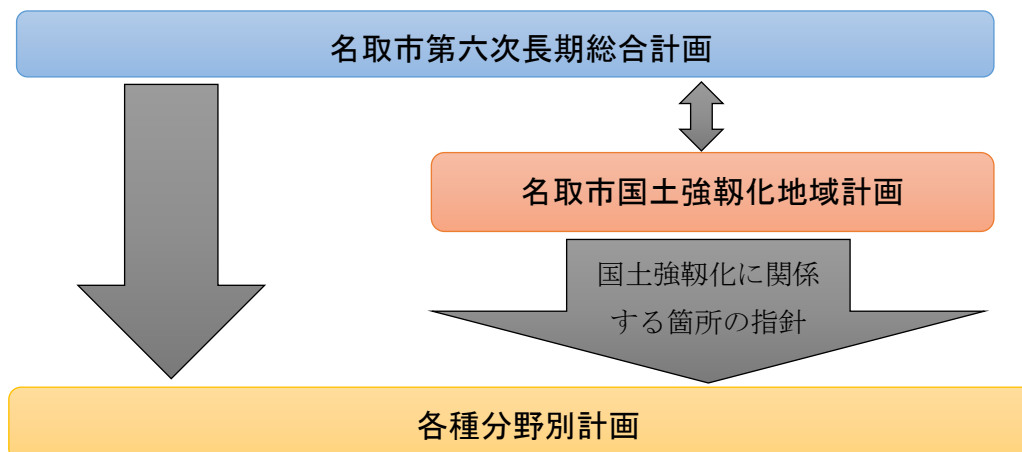 名取市第六次長期総合計画
名取市国土強靱化地域計画
国土強靱化に関係
する箇所の指針
各種分野別計画